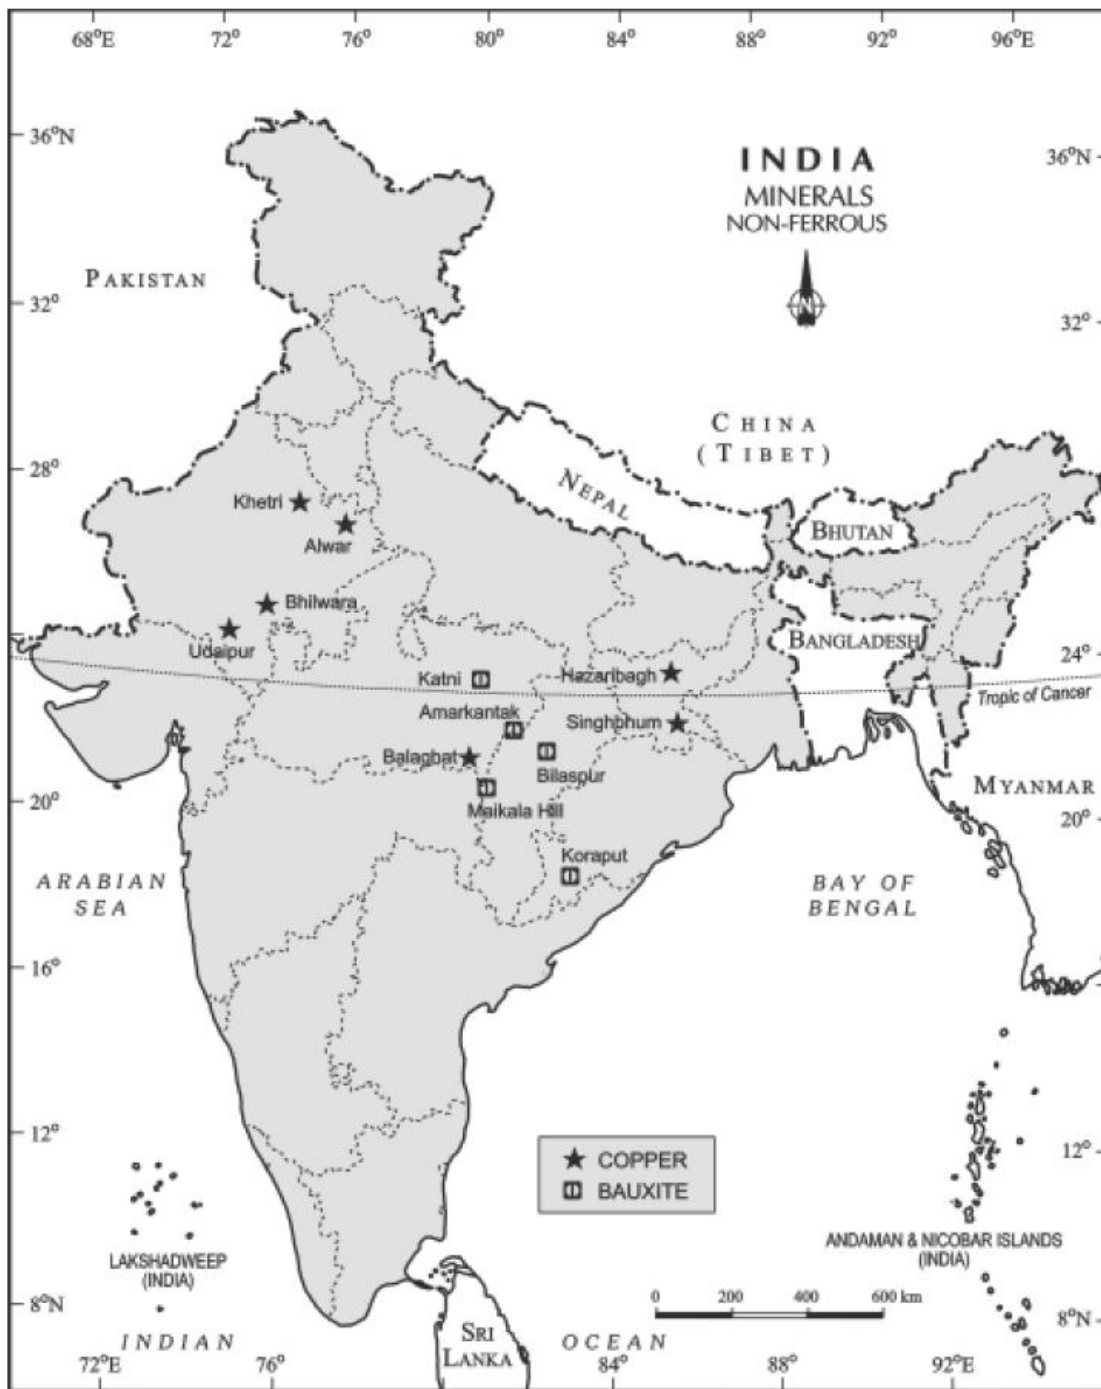 68°E 72° 76° 80° 84° 88° 92° 96°E
36°N
36°N
INDIA
MINERALS
NON-FERROUS
N
PAKISTAN
32°
32°
CHINA
(TIBET)
28°
28°
NEPAL
BHUTAN
Khetri
Alwar
Bhilwara
Udaipur
BANGLADESH
24°
24°
Katni
Hazaribagh
Tropic of Cancer
Amarkantak
Singhbhum
Balaghat
Bilaspur
Maikala Hill
MYANMAR
20°
20°
Koraput
ARABIAN
SEA
BAY OF
BENGAL
16°
12°
12°
COPPER
BAUXITE
LAKSHADWEEP
(INDIA)
ANDAMAN & NICOBAR ISLANDS
(INDIA)
0 200 400 600 km
8°N
8°N
SRI
LANKA
INDIAN OCEAN
72°E 76° 84° 88° 92°E